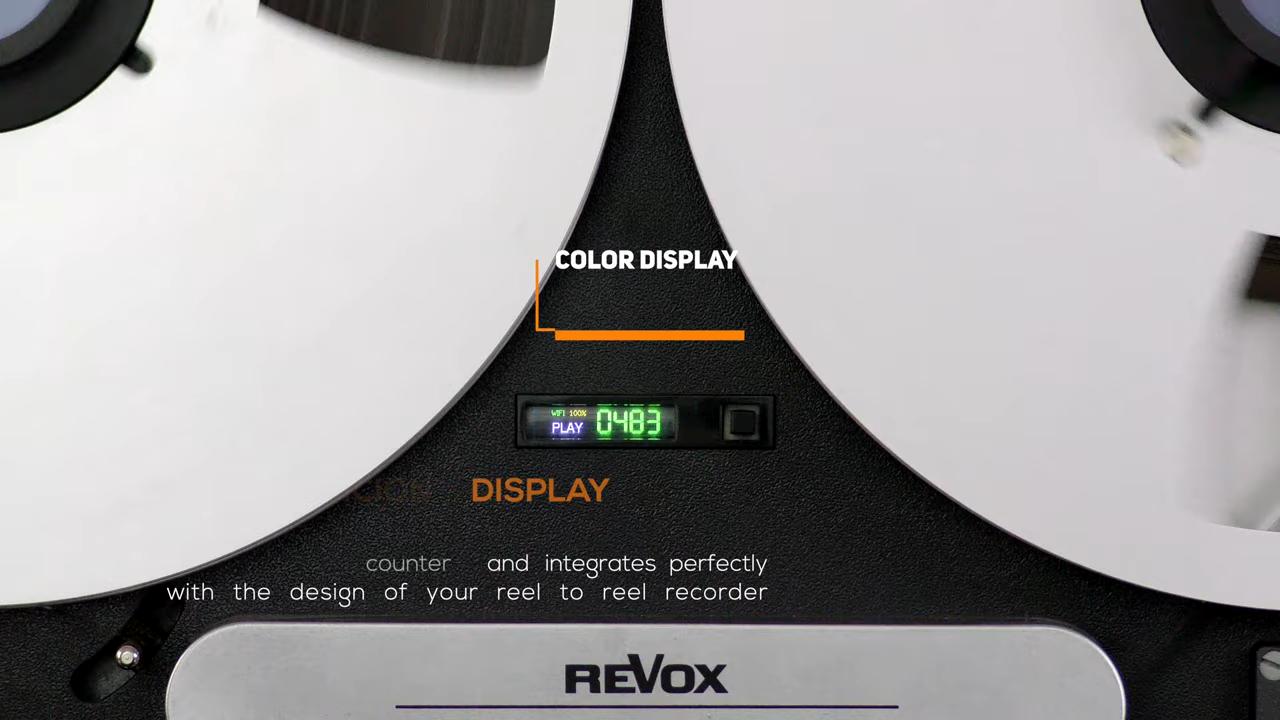 COLOR DISPLAY
WIFI 100%
PLAY 0483
DISPLAY
counter and integrates perfectly
with the design of your reel to reel recorder
REVOX